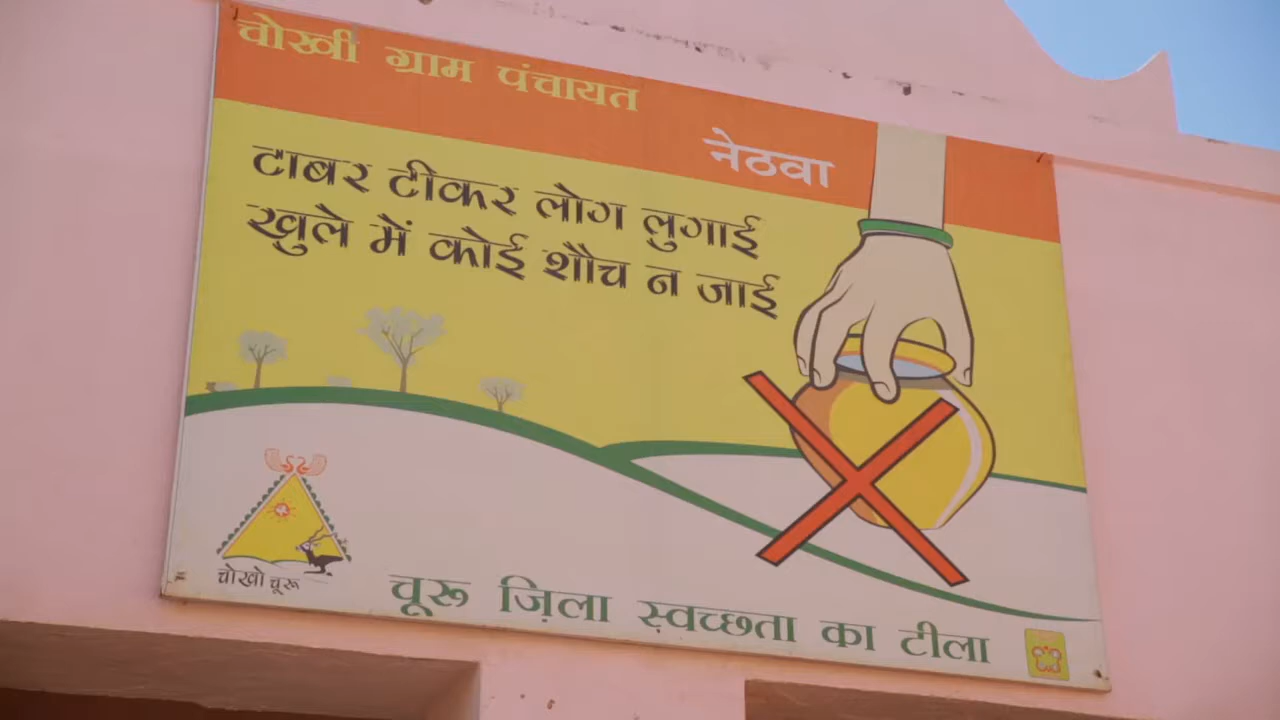 चोखी ग्राम पंचायत
नेठवा
टाबर टीकर लोग लुगाई
खुले में कोई शौच न जाई
चोखो चूरू
चूरू ज़िला स्वच्छता का टीला